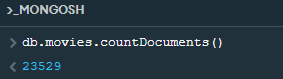 >_MONGOSH
> db.movies.countDocuments()
< 23529